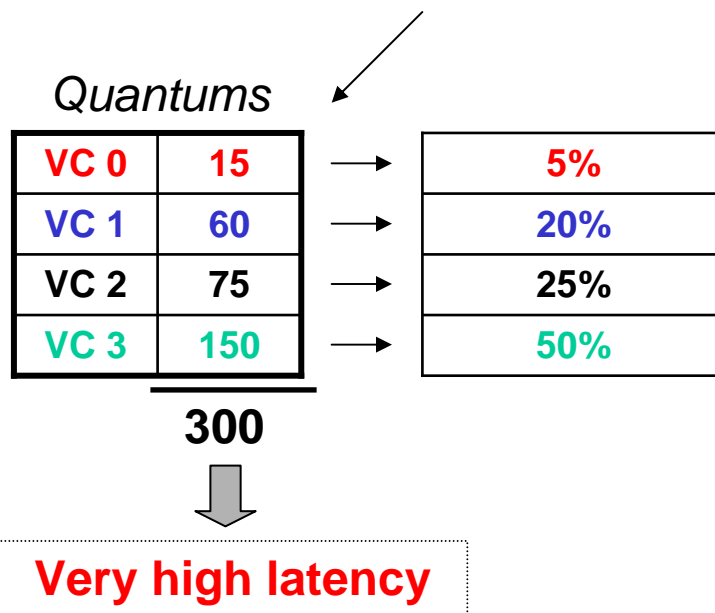 Quantums
VC 0 15 5%
VC 1 60 20%
VC 2 75 25%
VC 3 150 50%
300
Very high latency